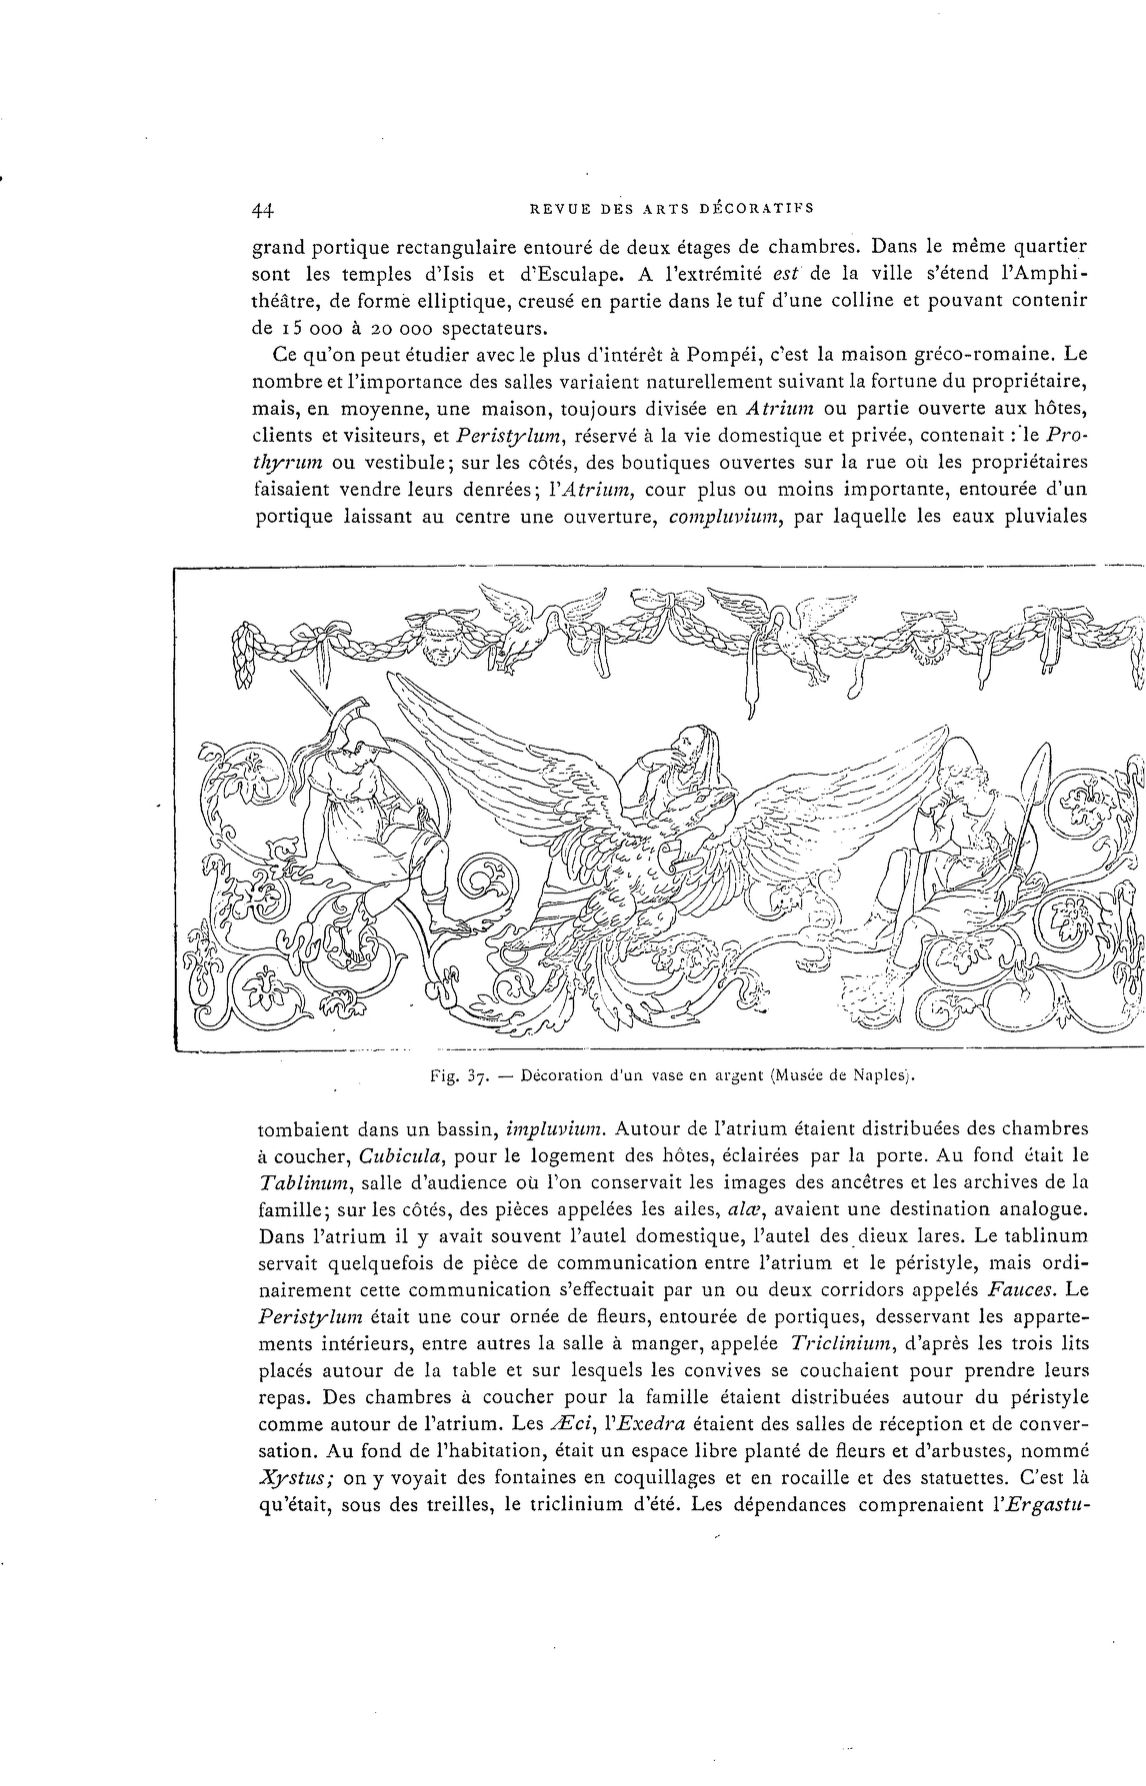 44 REVUE DES ARTS DÉCORATIFS
grand portique rectangulaire entouré de deux étages de chambres. Dans le même quartier
sont les temples d'Isis et d'Esculape. A l'extrémité est de la ville s'étend l'Amphi-
théâtre, de forme elliptique, creusé en partie dans le tuf d'une colline et pouvant contenir
de 15 000 à 20 000 spectateurs.
Ce qu'on peut étudier avec le plus d'intérêt à Pompéi, c'est la maison gréco-romaine. Le
nombre et l'importance des salles variaient naturellement suivant la fortune du propriétaire,
mais, en moyenne, une maison, toujours divisée en Atrium ou partie ouverte aux hôtes,
clients et visiteurs, et Peristylum, réservé à la vie domestique et privée, contenait : le Pro-
thyrum ou vestibule; sur les côtés, des boutiques ouvertes sur la rue où les propriétaires
faisaient vendre leurs denrées; l'Atrium, cour plus ou moins importante, entourée d'un
portique laissant au centre une ouverture, compluvium, par laquelle les eaux pluviales
Fig. 37. — Décoration d'un vase en argent (Musée de Naples).
tombaient dans un bassin, impluvium. Autour de l'atrium étaient distribuées des chambres
à coucher, Cubicula, pour le logement des hôtes, éclairées par la porte. Au fond était le
Tablinum, salle d'audience où l'on conservait les images des ancêtres et les archives de la
famille; sur les côtés, des pièces appelées les ailes, alæ, avaient une destination analogue.
Dans l'atrium il y avait souvent l'autel domestique, l'autel des dieux lares. Le tablinum
servait quelquefois de pièce de communication entre l'atrium et le péristyle, mais ordi-
nairement cette communication s'effectuait par un ou deux corridors appelés Fauces. Le
Peristylum était une cour ornée de fleurs, entourée de portiques, desservant les apparte-
ments intérieurs, entre autres la salle à manger, appelée Triclinium, d'après les trois lits
placés autour de la table et sur lesquels les convives se couchaient pour prendre leurs
repas. Des chambres à coucher pour la famille étaient distribuées autour du péristyle
comme autour de l'atrium. Les Æci, l'Exedra étaient des salles de réception et de conver-
sation. Au fond de l'habitation, était un espace libre planté de fleurs et d'arbustes, nommé
Xystus; on y voyait des fontaines en coquillages et en rocaille et des statuettes. C'est là
qu'était, sous des treilles, le triclinium d'été. Les dépendances comprenaient l'Ergastu-